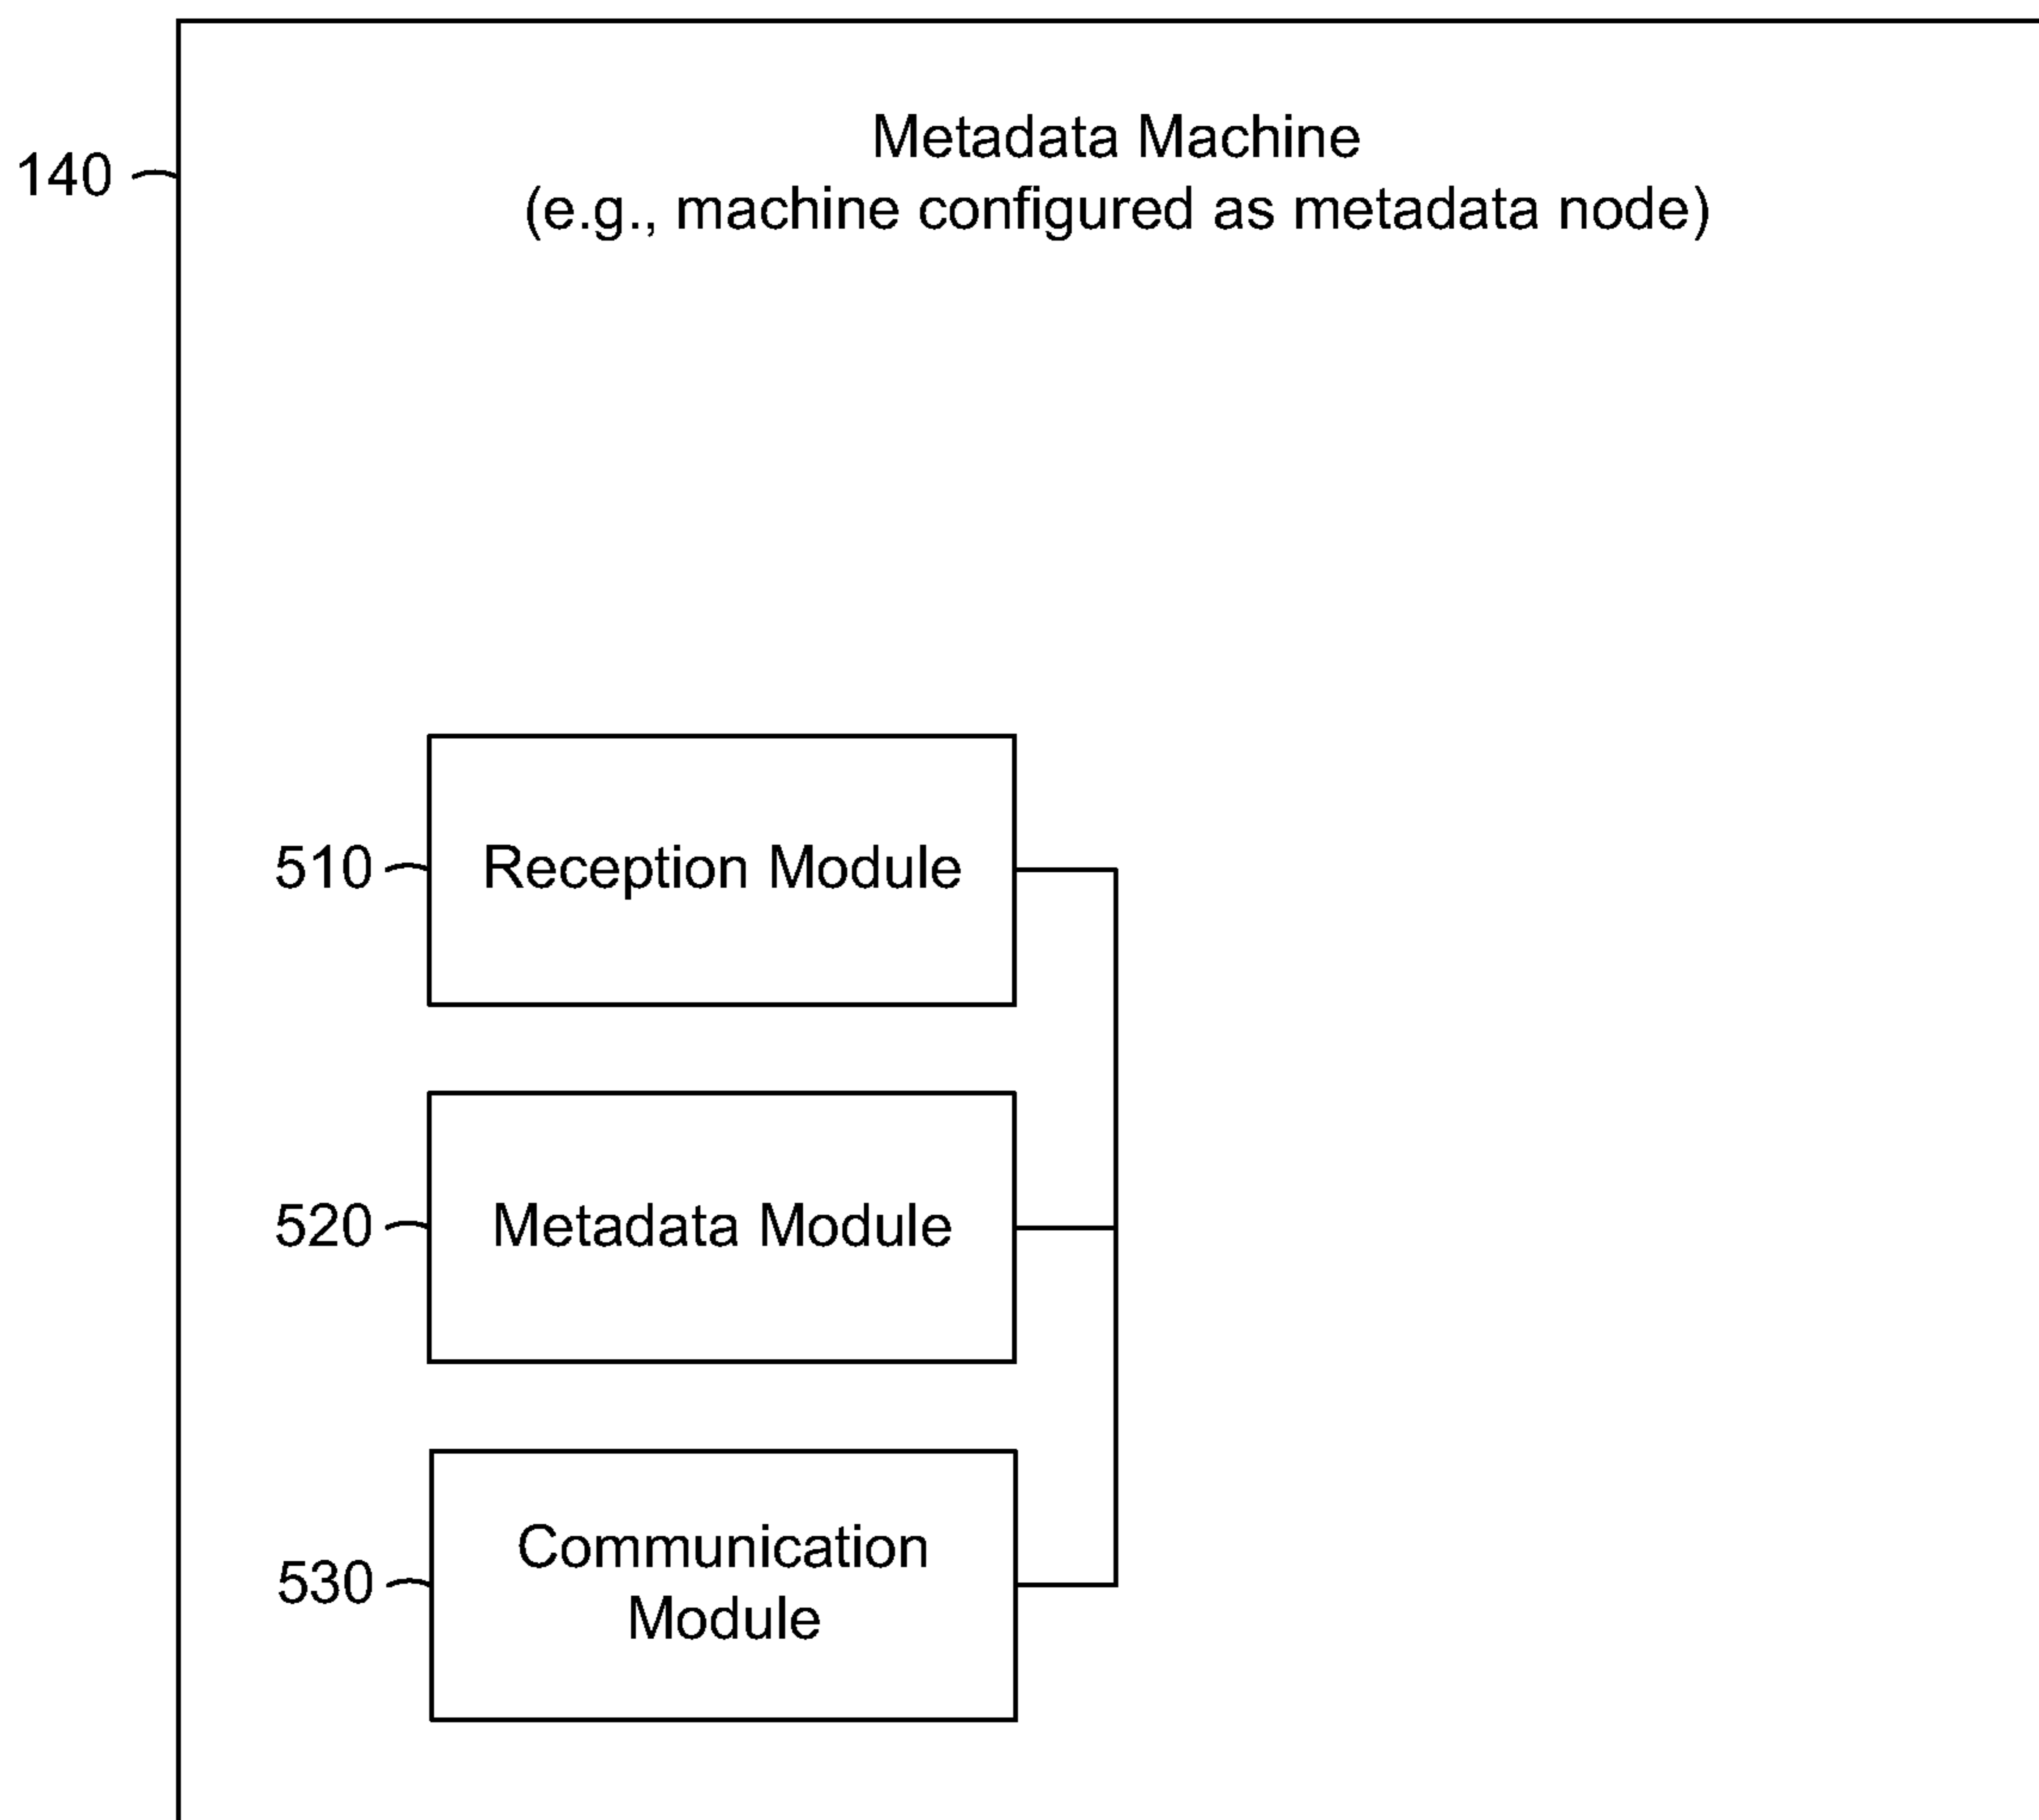 Metadata Machine
140
(e.g., machine configured as metadata node)
510
Reception Module
520
Metadata Module
530
Communication
Module